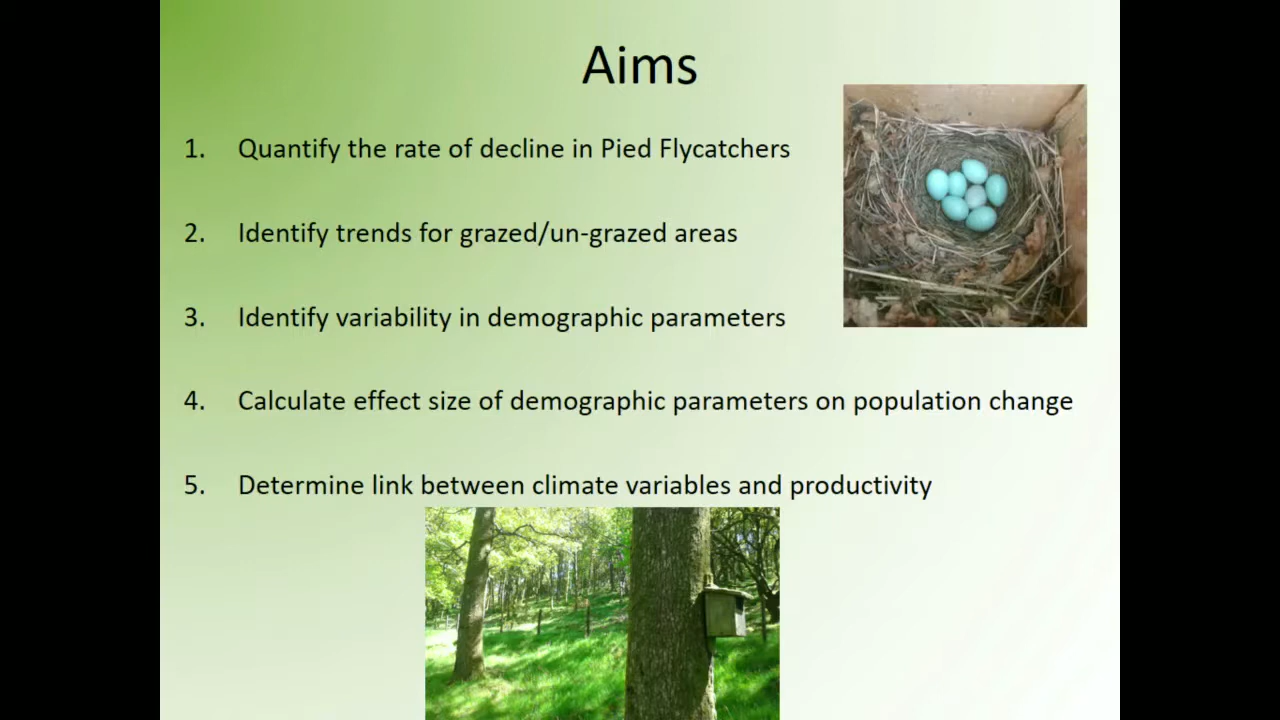 Aims
1. Quantify the rate of decline in Pied Flycatchers
2. Identify trends for grazed/un-grazed areas
3. Identify variability in demographic parameters
4. Calculate effect size of demographic parameters on population change
5. Determine link between climate variables and productivity